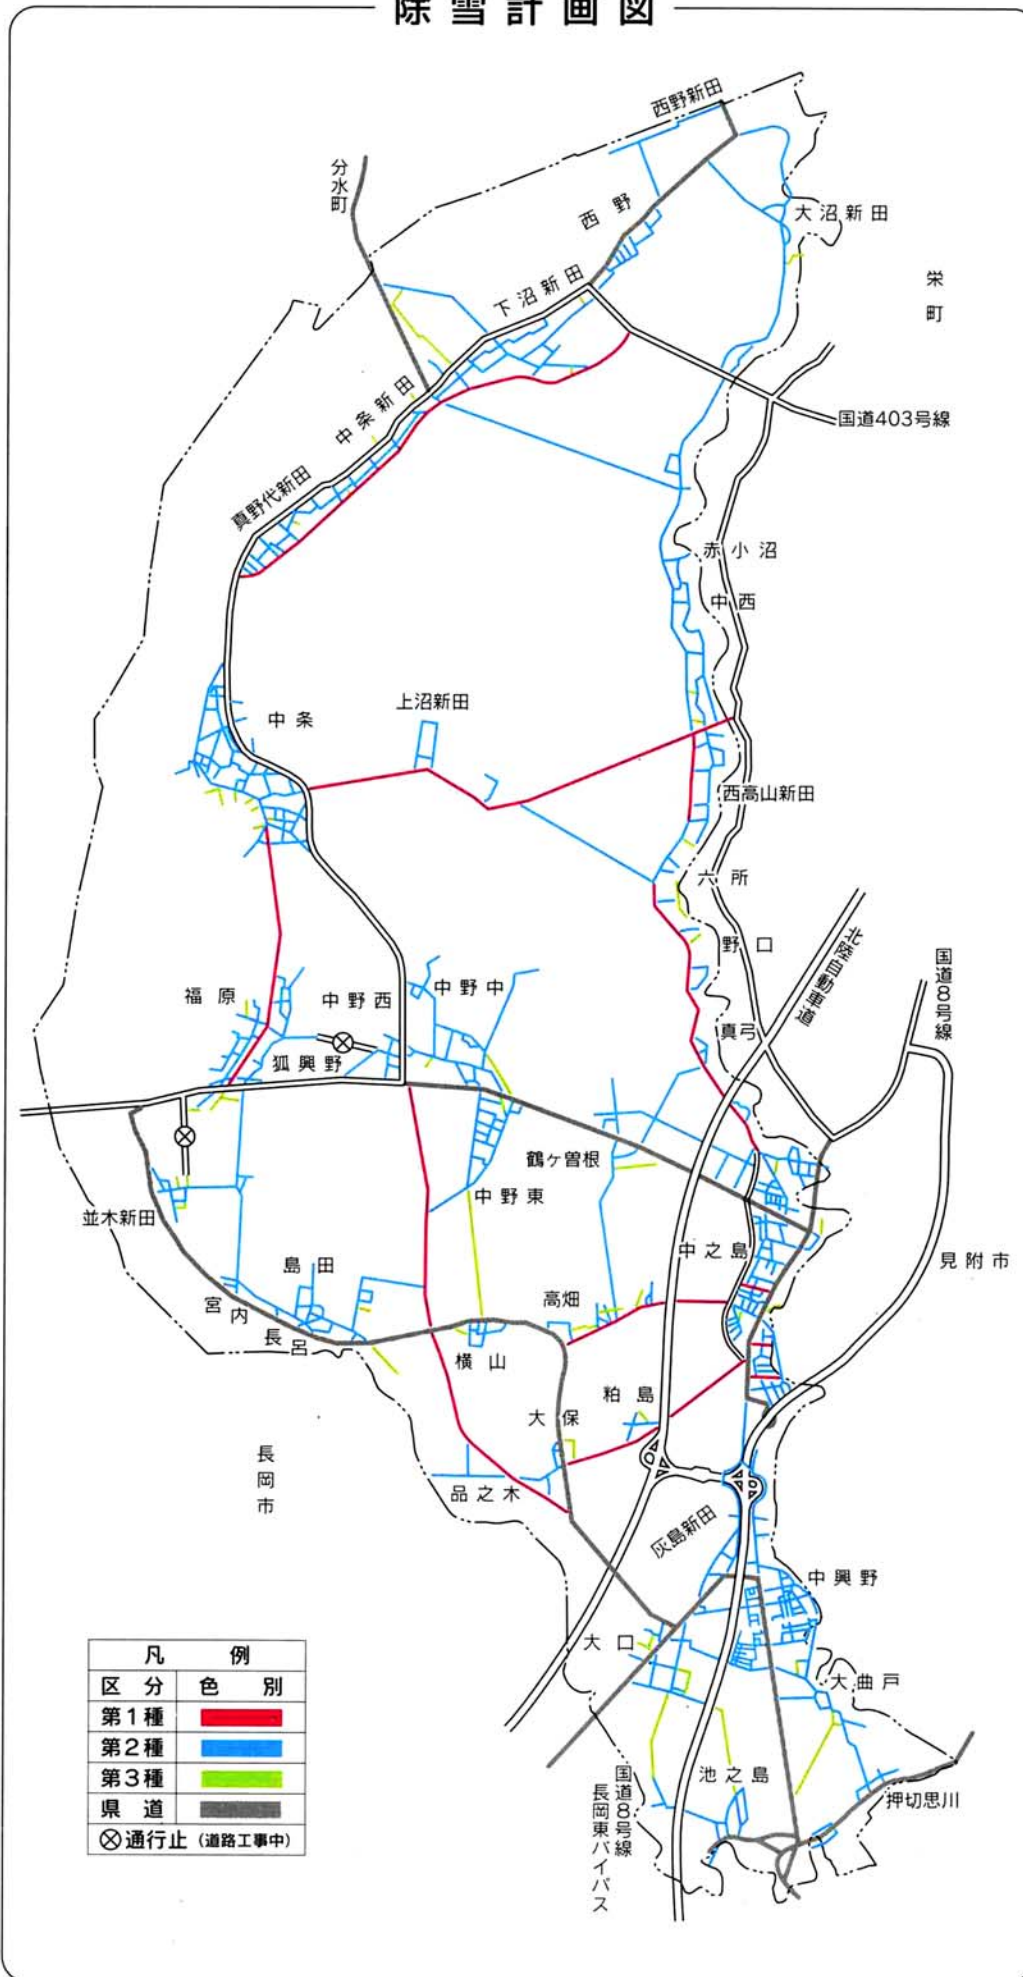 除雪計画図
西野新田
分水町
西野
大沼新田
栄町
下沼新田
中条新田
国道403号線
真野代新田
赤小沼
中西
中条
上沼新田
西高山新田
六所
野口
北陸自動車道
国道8号線
福原
中野西
中野中
真弓
狐興野
鶴ヶ曽根
中野東
並木新田
中之島
見附市
島田
宮内
高畑
長呂
横山
粕島
大保
長岡市
品之木
灰島新田
中興野
大口
大曲戸
池之島
国道8号線
長岡東バイパス
押切思川
凡例
区分 色別
第1種
第2種
第3種
県道
通行止 (道路工事中)